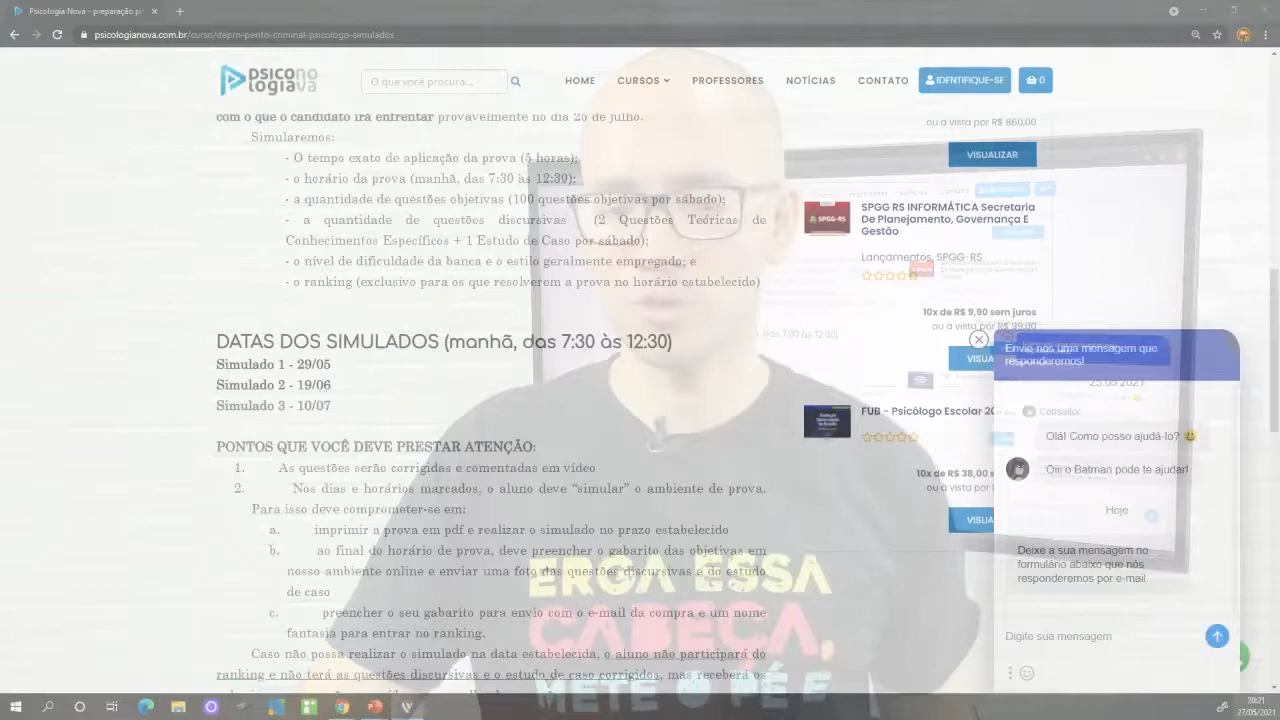 Psicologia Nova - preparação p
psicologianova.com.br/curso/iteprn-perito-criminal-psicologo-simulados
psicono
logiava
O que você procura...
HOME
CURSOS
PROFESSORES
NOTÍCIAS
CONTATO
IDENTIFIQUE-SE
0
com o que o candidato irá enfrentar provavelmente no dia 25 de julho.
Simularemos:
- O tempo exato de aplicação da prova (5 horas);
- o horário da prova (manhã, das 7:30 às 12:30);
- a quantidade de questões objetivas (100 questões objetivas por sábado);
- a quantidade de questões discursivas (2 Questões Teóricas de
Conhecimentos Específicos + 1 Estudo de Caso por sábado);
- o nível de dificuldade da banca e o estilo geralmente empregado; e
- o ranking (exclusivo para os que resolverem a prova no horário estabelecido)
DATAS DOS SIMULADOS (manhã, das 7:30 às 12:30)
Simulado 1 - 29/05
Simulado 2 - 19/06
Simulado 3 - 10/07
PONTOS QUE VOCÊ DEVE PRESTAR ATENÇÃO:
1. As questões serão corrigidas e comentadas em vídeo
2. Nos dias e horários marcados, o aluno deve “simular” o ambiente de prova.
Para isso deve comprometer-se em:
a. imprimir a prova em pdf e realizar o simulado no prazo estabelecido
b. ao final do horário de prova, deve preencher o gabarito das objetivas em
nosso ambiente online e enviar uma foto das questões discursivas e do estudo
de caso
c. preencher o seu gabarito para envio com o e-mail da compra e um nome
fantasia para entrar no ranking.
Caso não possa realizar o simulado na data estabelecida, o aluno não participará do
ranking e não terá as questões discursivas e o estudo de caso corrigidos, mas receberá os
ou à vista por R$ 860,00
VISUALIZAR
SPGG-RS
SPGG RS INFORMÁTICA Secretaria
De Planejamento, Governança E
Gestão
Lançamentos, SPGG-RS
10x de R$ 9,90 sem juros
ou à vista por R$ 99,00
VISUA
FUB - Psicólogo Escolar 20
10x de R$ 38,00 s
ou à vista por
VISUA
Envie-nos uma mensagem que
responderemos!
25.05.2021
Consultor
Olá! Como posso ajudá-lo?
Oiii o Batman pode te ajudar!
Hoje
Deixe a sua mensagem no
formulário abaixo que nós
responderemos por e-mail.
Digite sua mensagem
ERGA ESSA
CABEÇA,
METE O PÉ E
20:21
27/05/2021